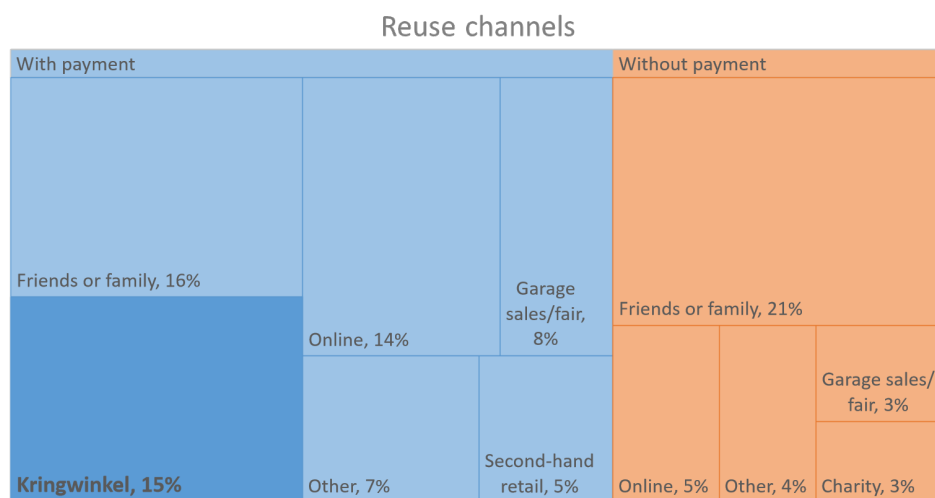 Reuse channels
With payment
Friends or family, 16%
Kringwinkel, 15%
Online, 14%
Garage
sales/fair,
8%
Other, 7%
Second-hand
retail, 5%
Without payment
Friends or family, 21%
Online, 5%
Other, 4%
Garage sales/
fair, 3%
Charity, 3%